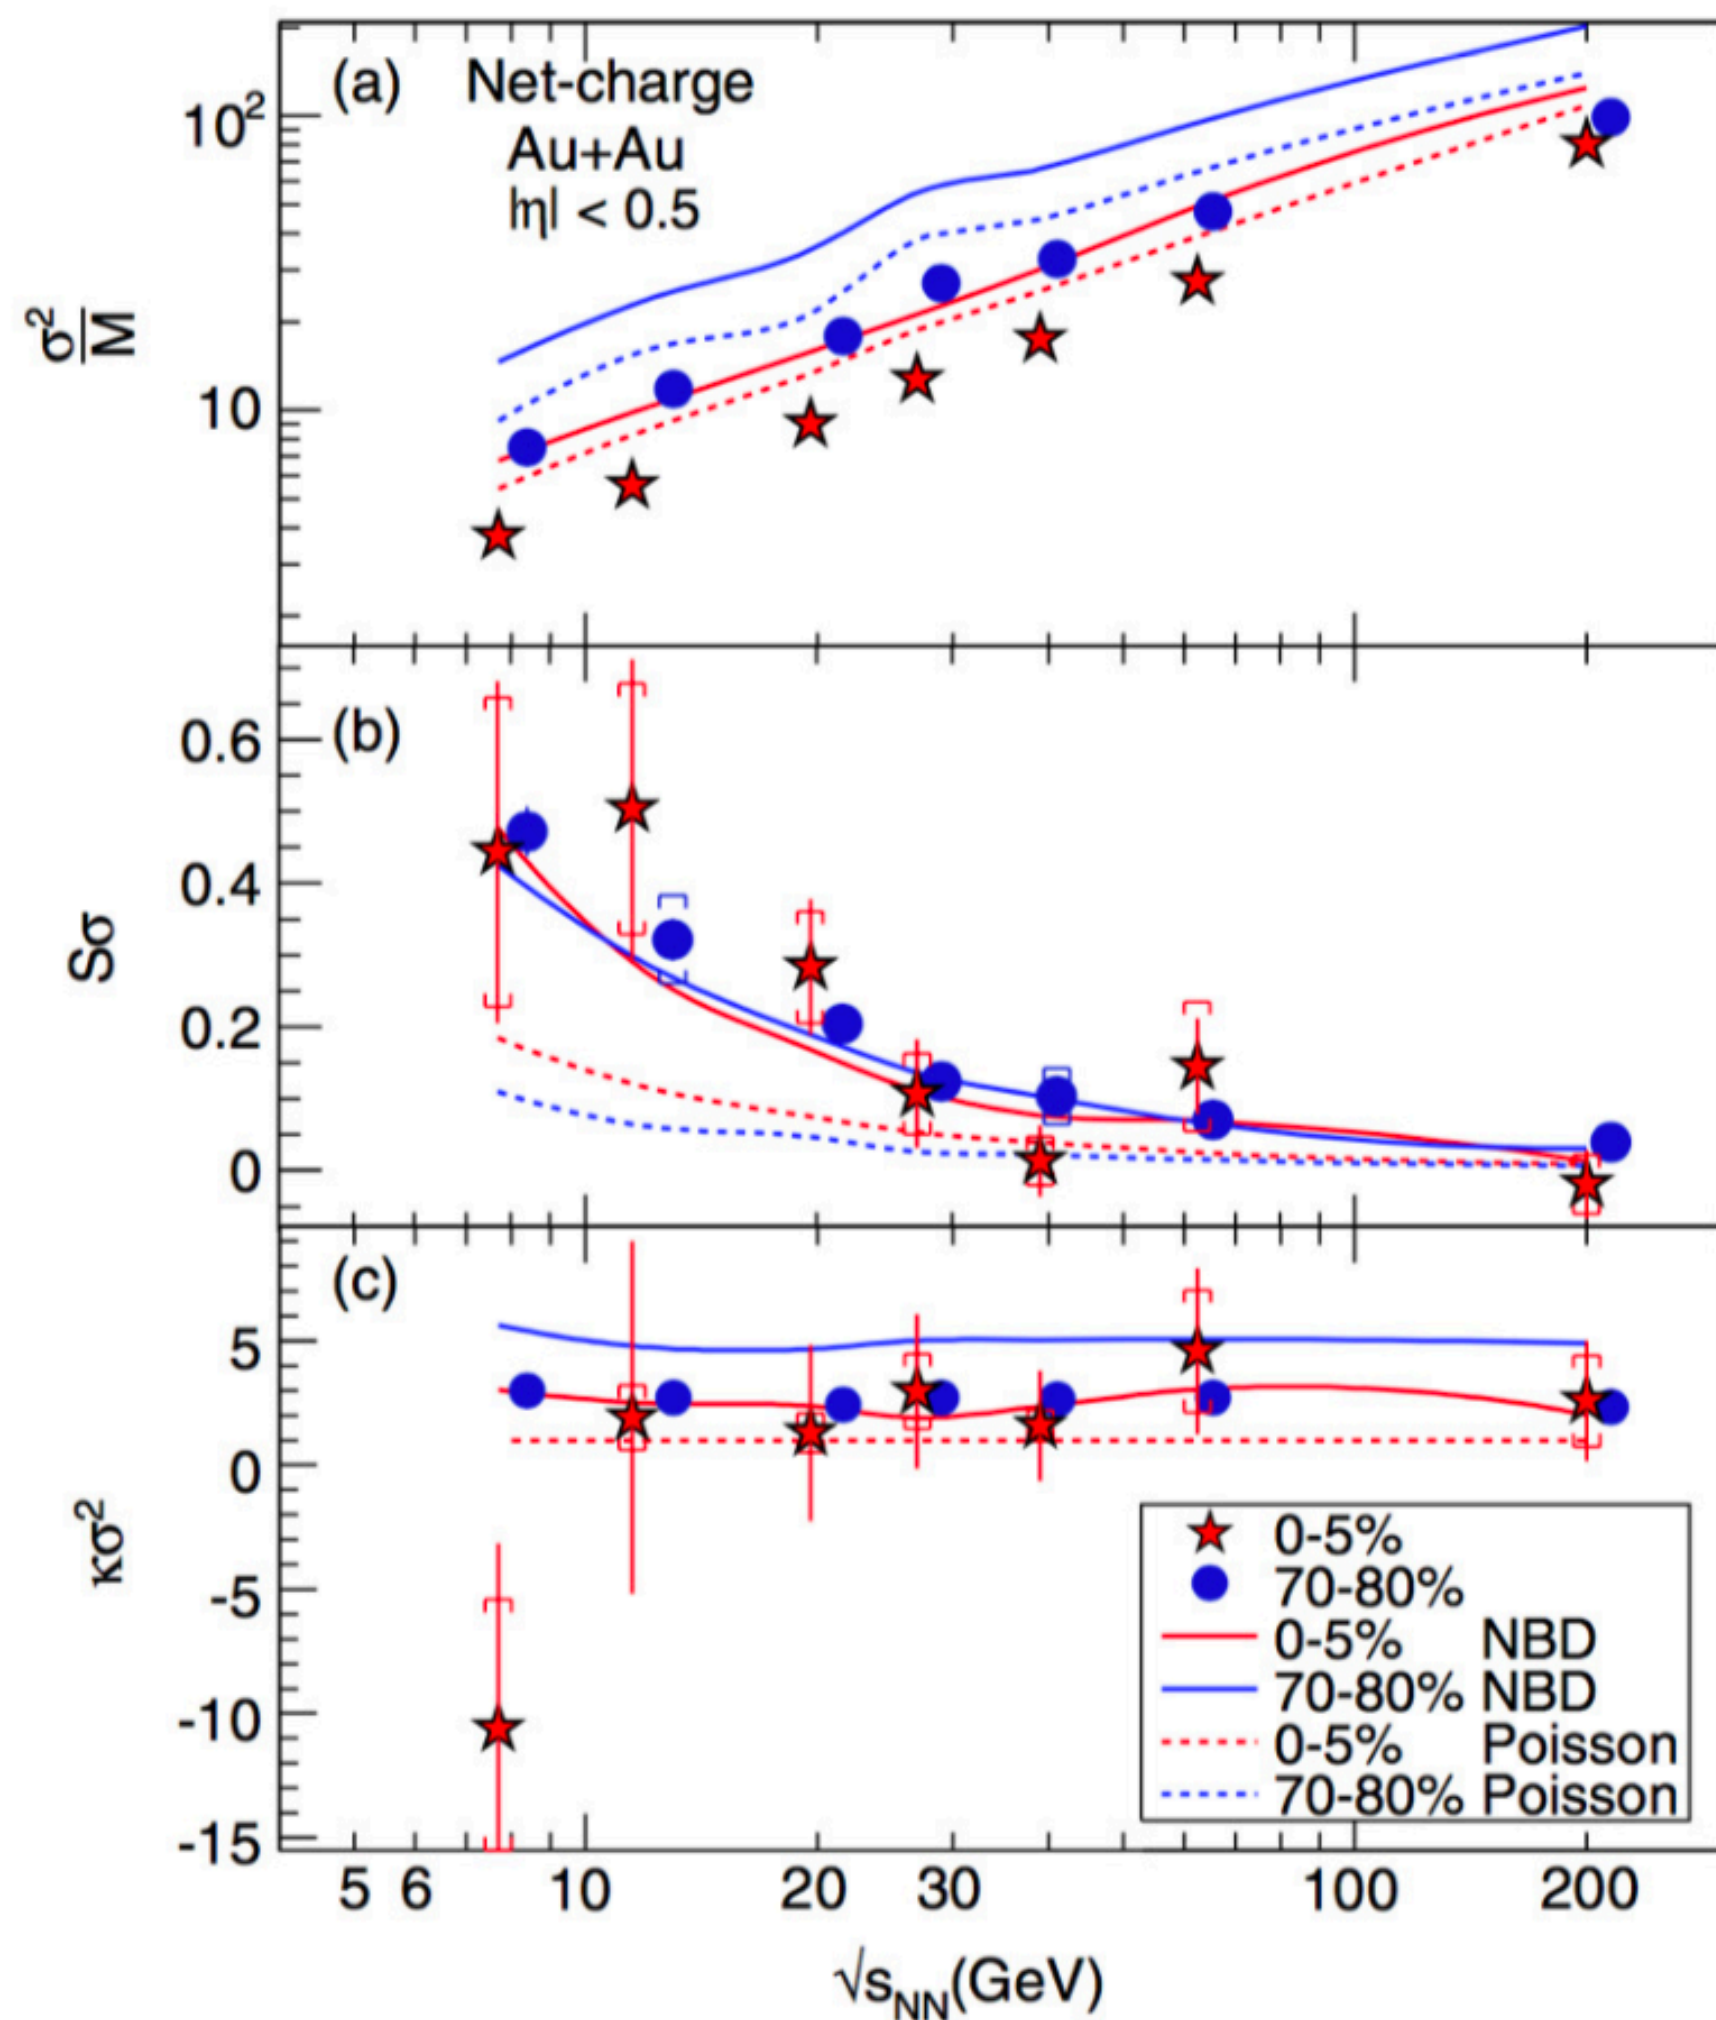 (a) Net-charge
Au+Au
|η| < 0.5
10²
10
σ²/M
(b)
0.6
0.4
0.2
0
Sσ
(c)
5
0
-5
-10
-15
κσ²
0-5%
70-80%
0-5% NBD
70-80% NBD
0-5% Poisson
70-80% Poisson
5 6 10 20 30 100 200
√sNN(GeV)